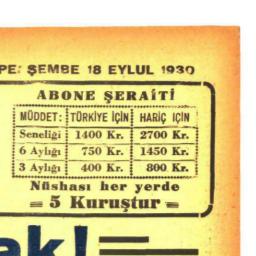 PE: ŞEMBE 18 EYLUL 1930
ABONE ŞERAİTİ
MÜDDET: TÜRKİYE İÇİN HARİÇ İÇİN
Seneliği 1400 Kr. 2700 Kr.
6 Aylığı 750 Kr. 1450 Kr.
3 Aylığı 400 Kr. 800 Kr.
Nüshası her yerde
5 Kuruştur
ak!